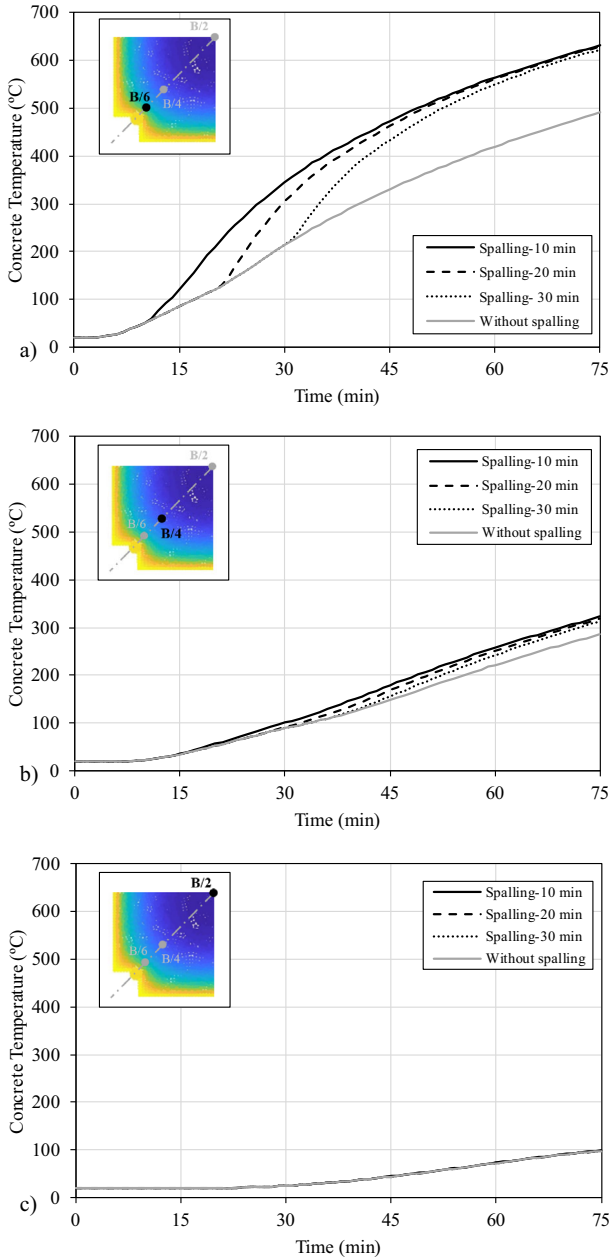 700
600
500
400
300
200
100
0
Concrete Temperature (ºC)
B/2
B/6
B/4
Spalling-10 min
Spalling-20 min
Spalling- 30 min
Without spalling
a)
0 15 30 45 60 75
Time (min)
700
600
500
400
300
200
100
0
Concrete Temperature (ºC)
B/2
B/6
B/4
Spalling-10 min
Spalling-20 min
Spalling-30 min
Without spalling
b)
0 15 30 45 60 75
Time (min)
700
600
500
400
300
200
100
0
Concrete Temperature (ºC)
B/2
B/6
B/4
Spalling-10 min
Spalling-20 min
Spalling-30 min
Without spalling
c)
0 15 30 45 60 75
Time (min)